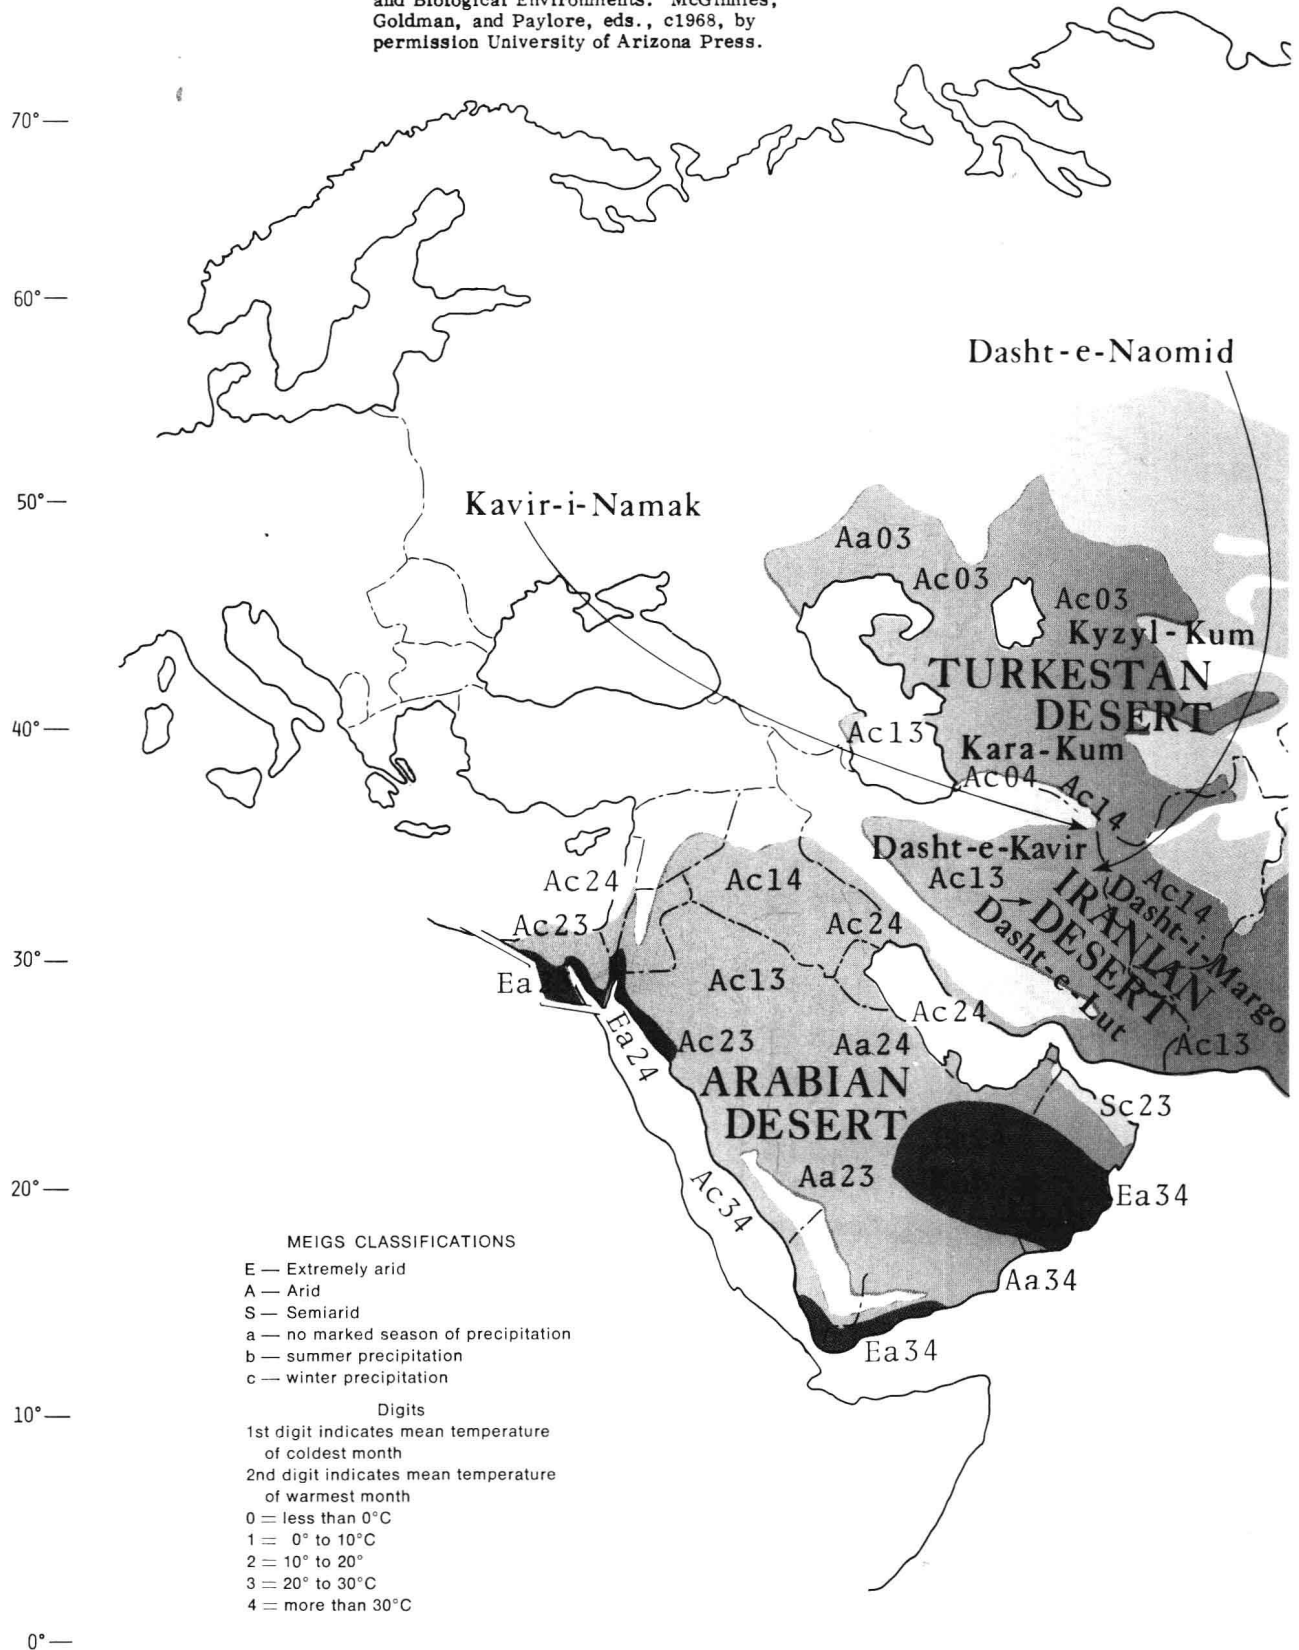 and Biological Environments. McGinnies,
Goldman, and Paylore, eds., c1968, by
permission University of Arizona Press.
70°
60°
Dasht-e-Naomid
50°
Kavir-i-Namak
Aa03
Ac03
Ac03
Kyzyl-Kum
TURKESTAN
DESERT
40°
Ac13
Kara-Kum
Ac04
Ac14
Dasht-e-Kavir
Ac24
Ac14
Ac13
Ac14
IRANIAN
DESERT
Dasht-i-Margo
Dasht-e-Lut
Ac23
Ac24
30°
Ea
Ac13
Ac24
Ea24
Ac23
Aa24
Ac13
ARABIAN
DESERT
Sc23
20°
Ac34
Aa23
Ea34
Aa34
Ea34
MEIGS CLASSIFICATIONS
E — Extremely arid
A — Arid
S — Semiarid
a — no marked season of precipitation
b — summer precipitation
c — winter precipitation
10°
Digits
1st digit indicates mean temperature
of coldest month
2nd digit indicates mean temperature
of warmest month
0 = less than 0°C
1 = 0° to 10°C
2 = 10° to 20°
3 = 20° to 30°C
4 = more than 30°C
0°